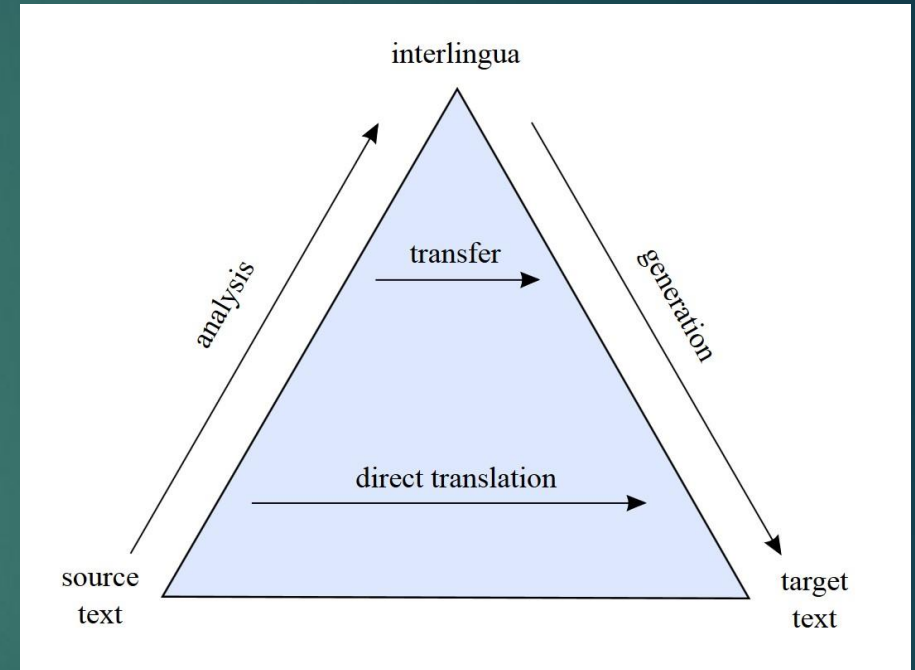 interlingua
transfer
analysis
generation
direct translation
source
text
target
text